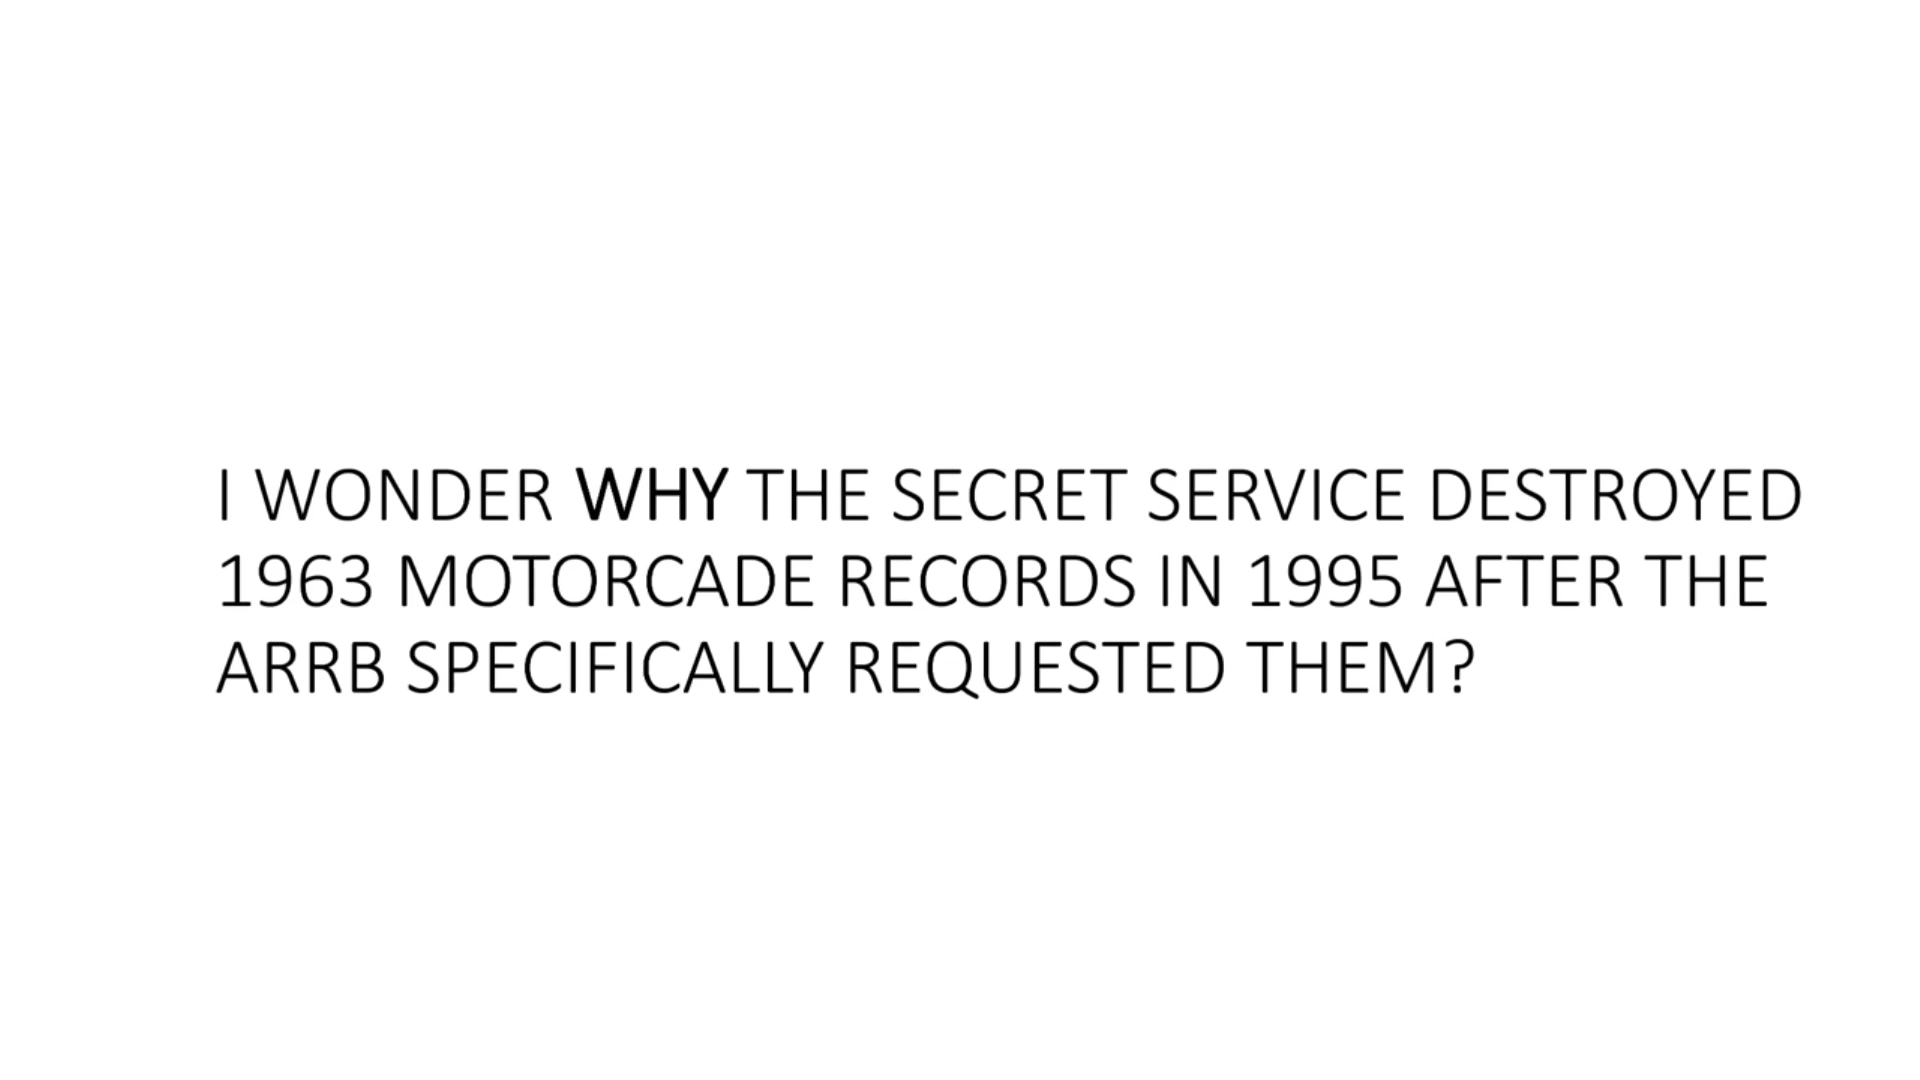 I WONDER WHY THE SECRET SERVICE DESTROYED
1963 MOTORCADE RECORDS IN 1995 AFTER THE
ARRB SPECIFICALLY REQUESTED THEM?